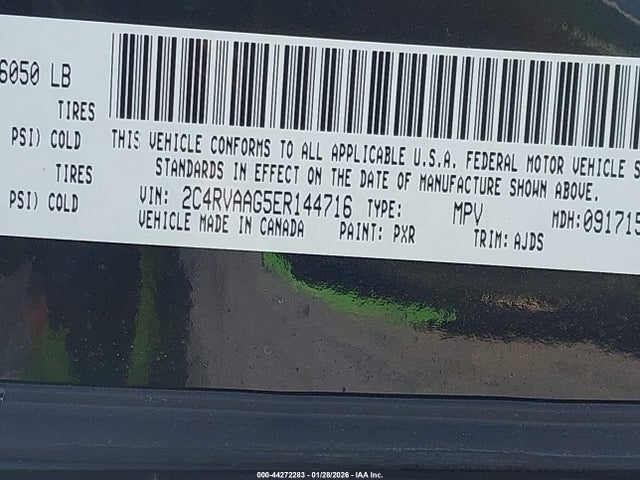 6050 LB
TIRES
PSI) COLD
THIS VEHICLE CONFORMS TO ALL APPLICABLE U.S.A. FEDERAL MOTOR VEHICLE S
TIRES
STANDARDS IN EFFECT ON THE DATE OF MANUFACTURE SHOWN ABOVE.
PSI) COLD
VIN: 2C4RVAAG5ER144716 TYPE: MPV MDH:091715
VEHICLE MADE IN CANADA PAINT: PXR TRIM: AJDS
000-44272283 - 01/28/2026 - IAA Inc.